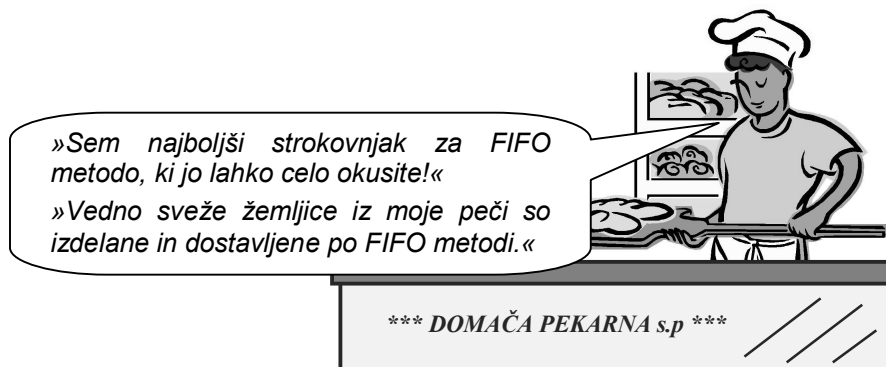 »Sem najboljši strokovnjak za FIFO
metodo, ki jo lahko celo okusite!«
»Vedno sveže žemljice iz moje peči so
izdelane in dostavljene po FIFO metodi.«
*** DOMAČA PEKARNA s.p ***